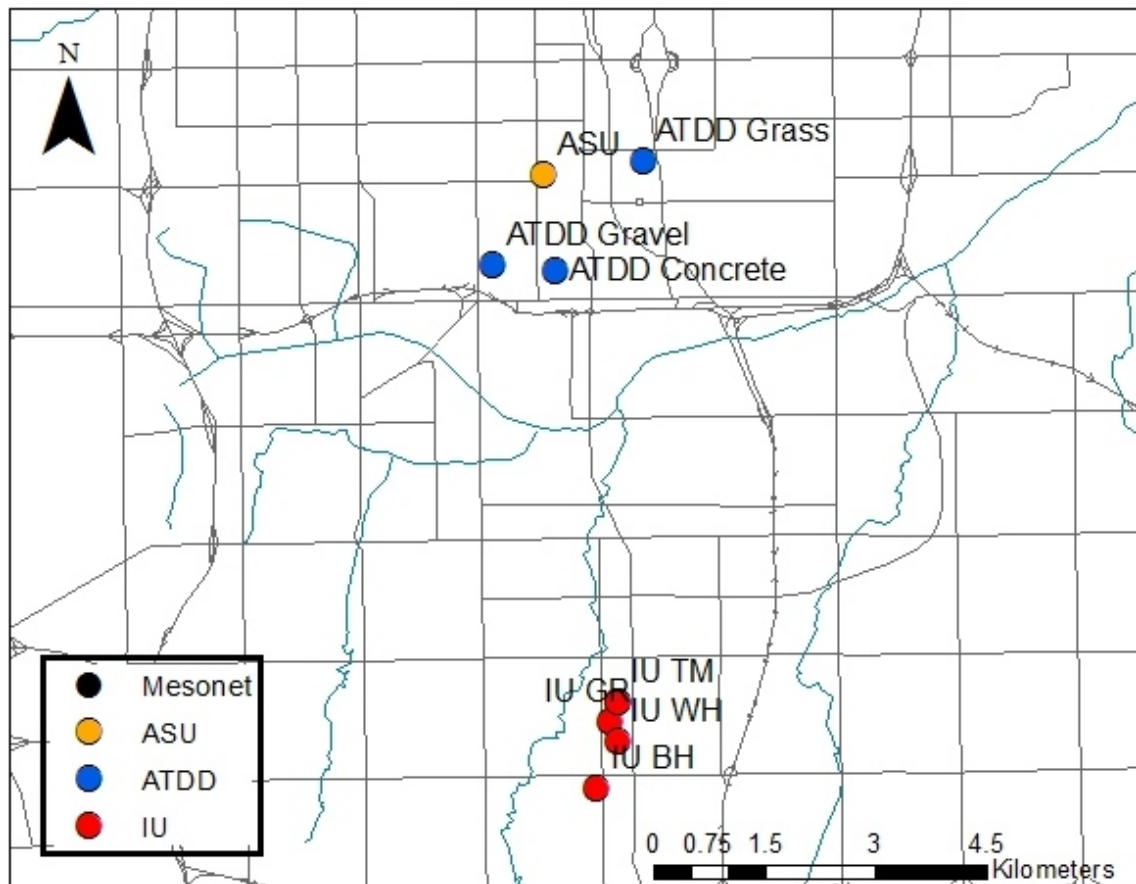 N
ATDD Grass
ASU
ATDD Gravel
ATDD Concrete
IU TM
IU GR
IU WH
IU BH
Mesonet
ASU
ATDD
IU
0 0.75 1.5 3 4.5
Kilometers